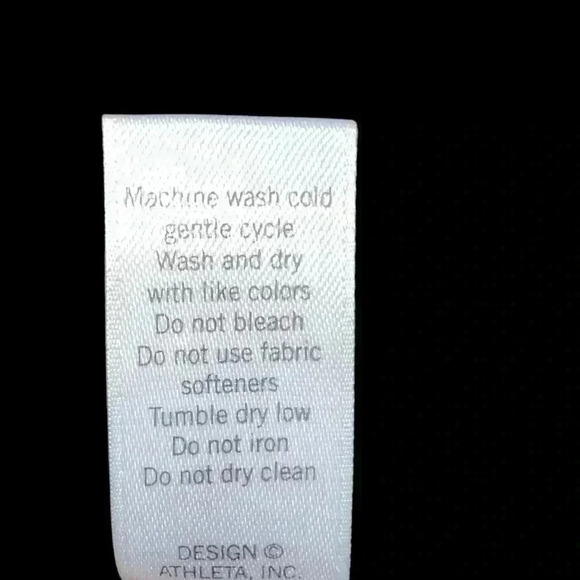 Machine wash cold
gentle cycle
Wash and dry
with like colors
Do not bleach
Do not use fabric
softeners
Tumble dry low
Do not iron
Do not dry clean
DESIGN ©
ATHLETA, INC.